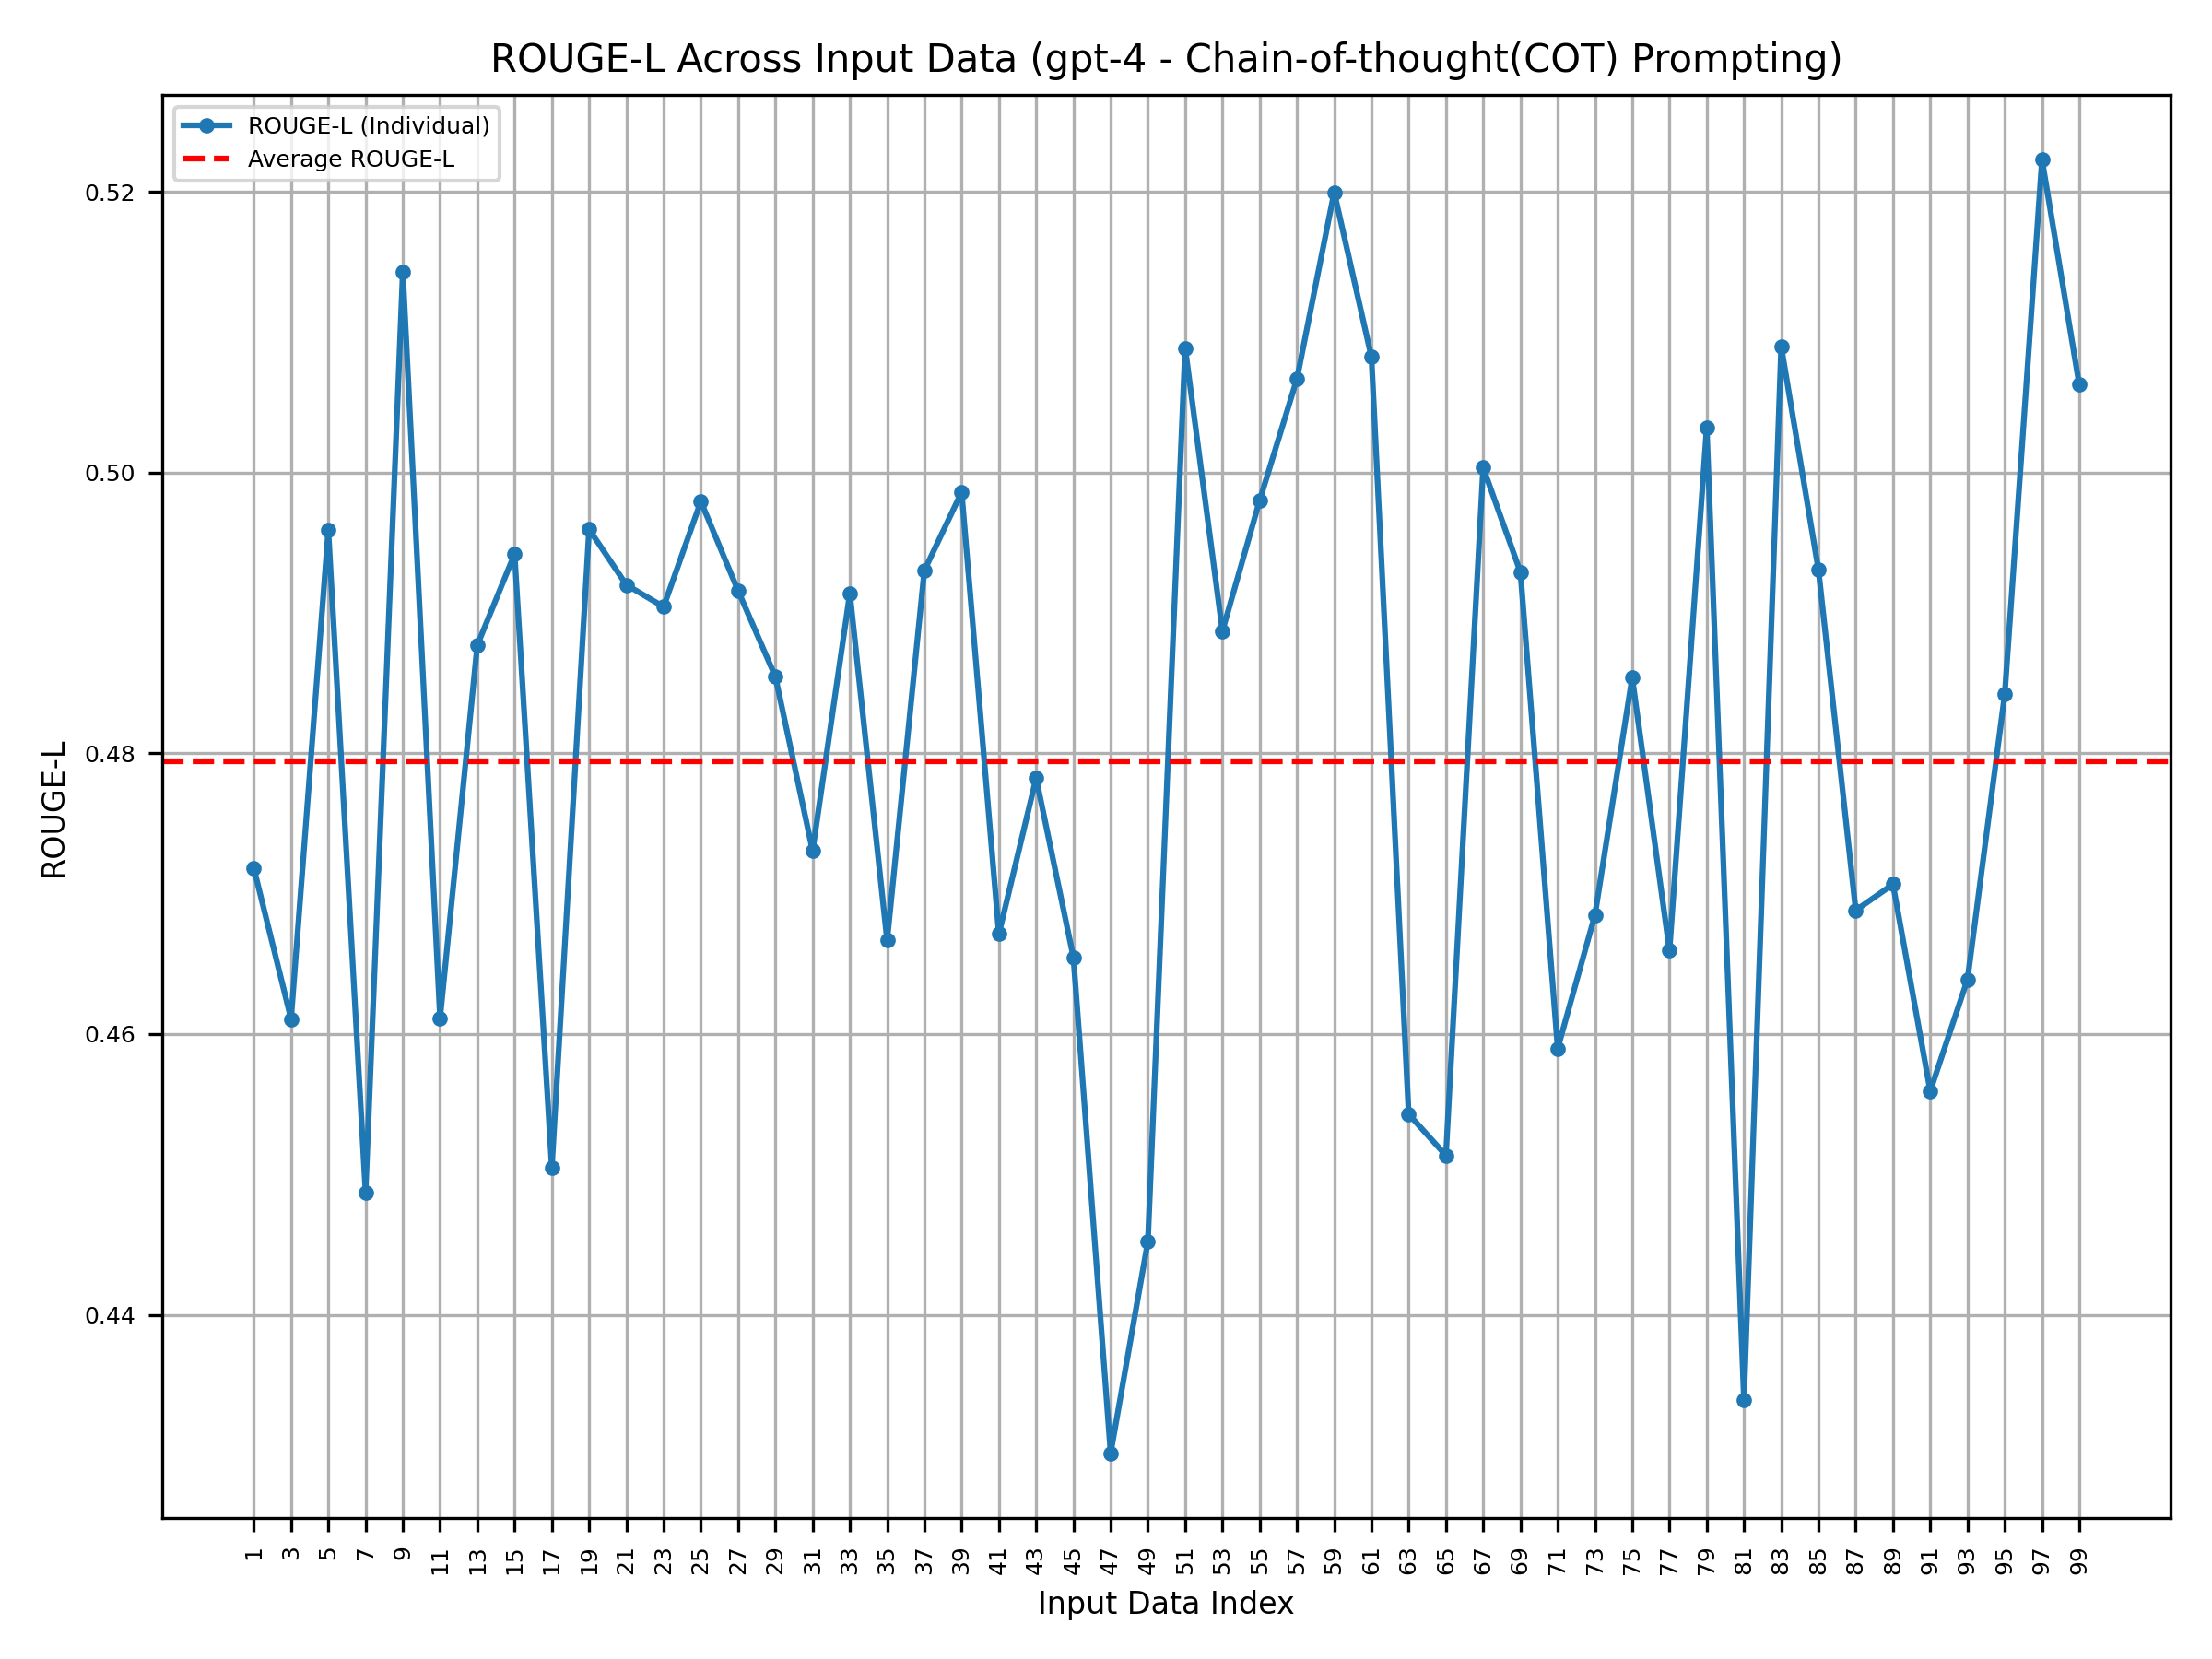 ROUGE-L Across Input Data (gpt-4 - Chain-of-thought(COT) Prompting)
ROUGE-L (Individual)
Average ROUGE-L
ROUGE-L
0.52
0.50
0.48
0.46
0.44
1 3 5 7 9 11 13 15 17 19 21 23 25 27 29 31 33 35 37 39 41 43 45 47 49 51 53 55 57 59 61 63 65 67 69 71 73 75 77 79 81 83 85 87 89 91 93 95 97 99
Input Data Index